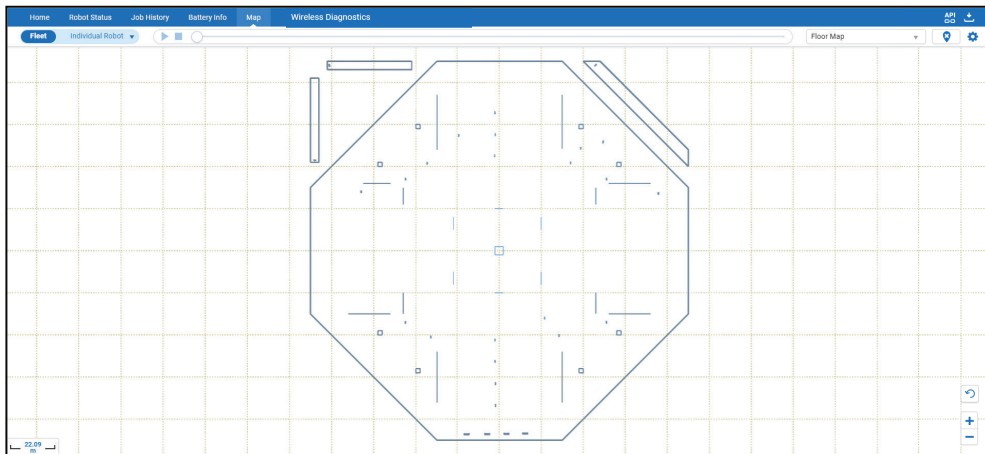 Home Robot Status Job History Battery Info Map Wireless Diagnostics API
Fleet Individual Robot Floor Map
22.09
m